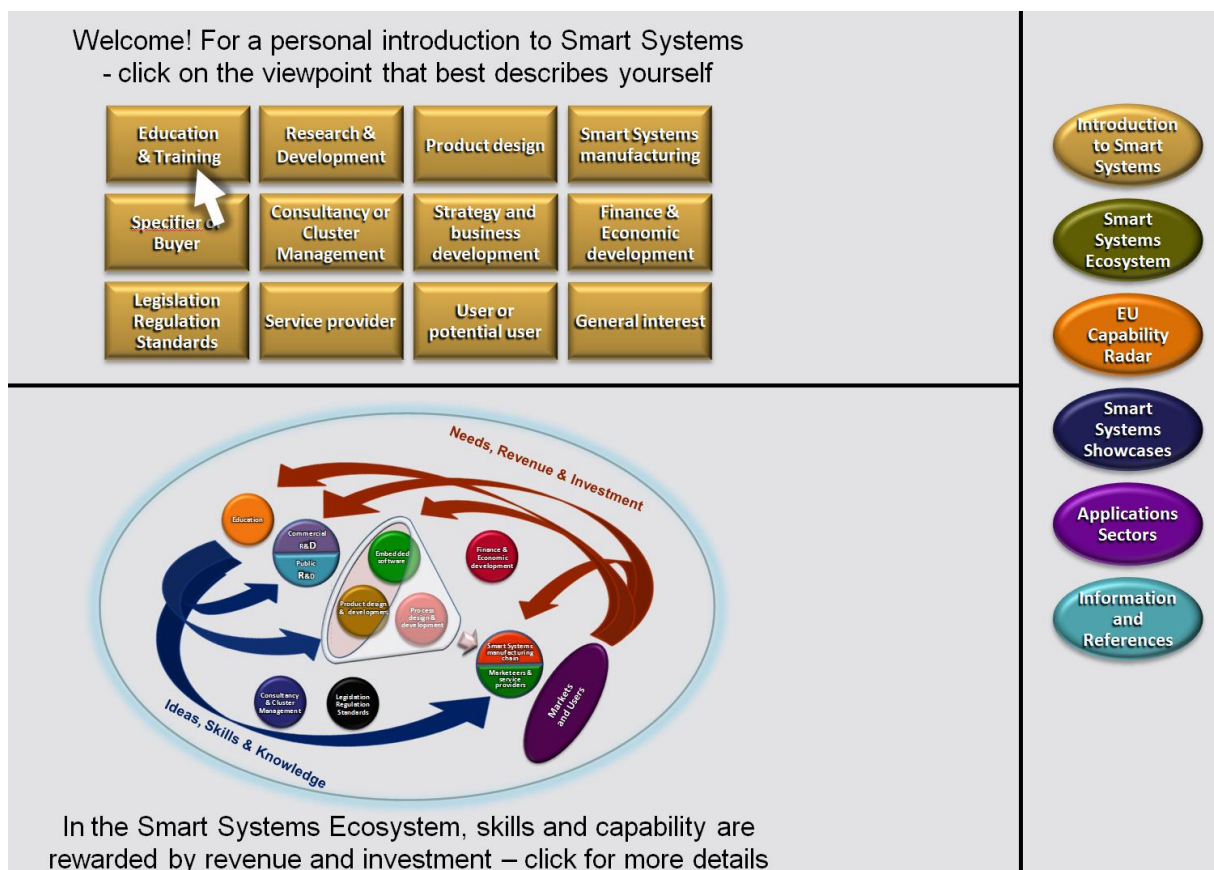 Welcome! For a personal introduction to Smart Systems
- click on the viewpoint that best describes yourself
Education
& Training
Research &
Development
Product design
Smart Systems
manufacturing
Specifier or
Buyer
Consultancy or
Cluster
Management
Strategy and
business
development
Finance &
Economic
development
Legislation
Regulation
Standards
Service provider
User or
potential user
General interest
Introduction
to Smart
Systems
Smart
Systems
Ecosystem
EU
Capability
Radar
Smart
Systems
Showcases
Applications
Sectors
Information
and
References
Needs, Revenue & Investment
Education
Commercial
R&D
Public
R&D
Embedded
software
Finance &
Economic
development
Product design
& development
Process
design &
development
Smart Systems
manufacturing
chain
Marketeers &
service
providers
Consultancy
& Cluster
Management
Legislation
Regulation
Standards
Markets
and Users
Ideas, Skills & Knowledge
In the Smart Systems Ecosystem, skills and capability are
rewarded by revenue and investment – click for more details